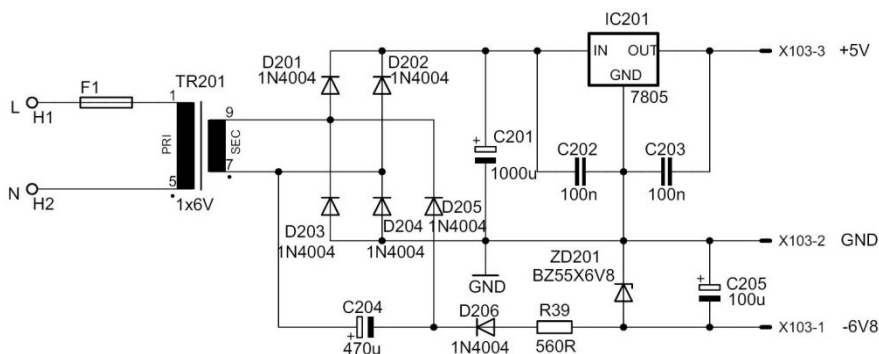 IC201
D201
1N4004
D202
1N4004
IN OUT
GND
7805
X103-3 +5V
F1
TR201
L
H1
1
PRI
5
9
SEC
7
N
H2
1x6V
+
C201
1000u
C202
100n
C203
100n
D203
1N4004
D204
1N4004
D205
1N4004
X103-2 GND
GND
ZD201
BZ55X6V8
+
C205
100u
C204
+
470u
D206
1N4004
R39
560R
X103-1 -6V8